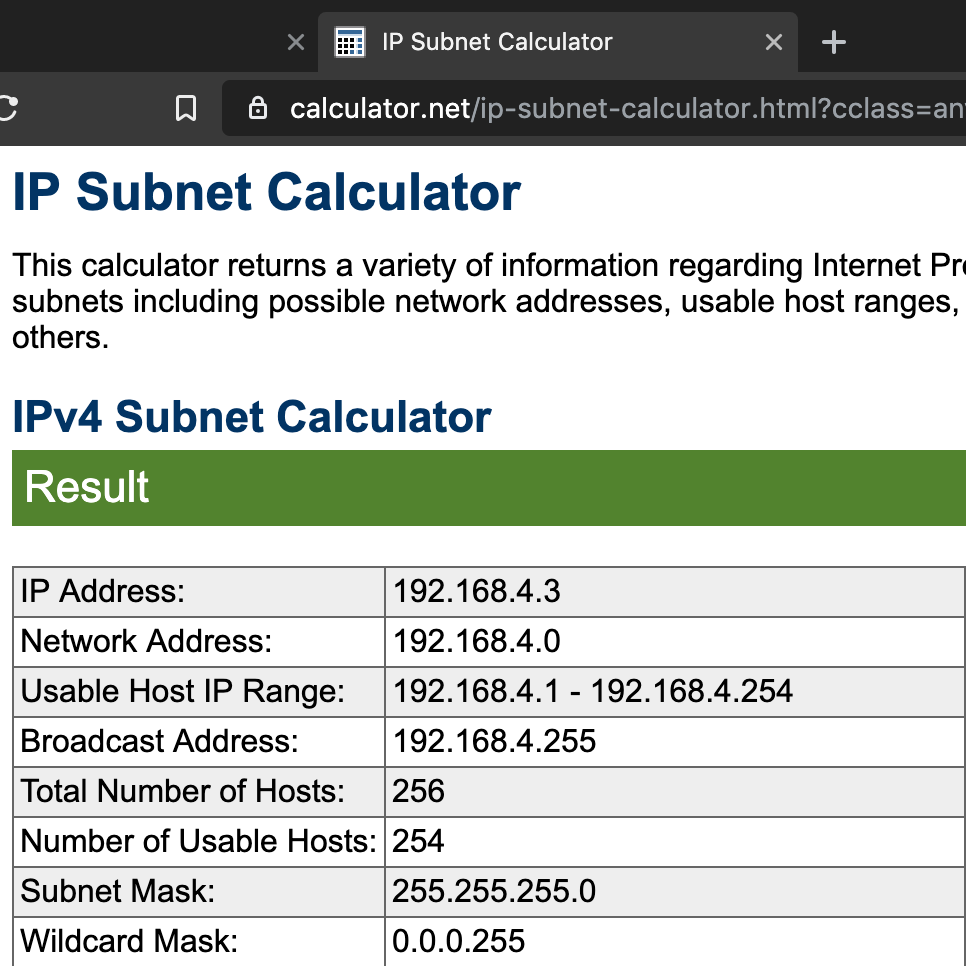 IP Subnet Calculator
calculator.net/ip-subnet-calculator.html?cclass=an
IP Subnet Calculator
This calculator returns a variety of information regarding Internet
subnets including possible network addresses, usable host ranges,
others.
IPv4 Subnet Calculator
Result
IP Address: 192.168.4.3
Network Address: 192.168.4.0
Usable Host IP Range: 192.168.4.1 - 192.168.4.254
Broadcast Address: 192.168.4.255
Total Number of Hosts: 256
Number of Usable Hosts: 254
Subnet Mask: 255.255.255.0
Wildcard Mask: 0.0.0.255